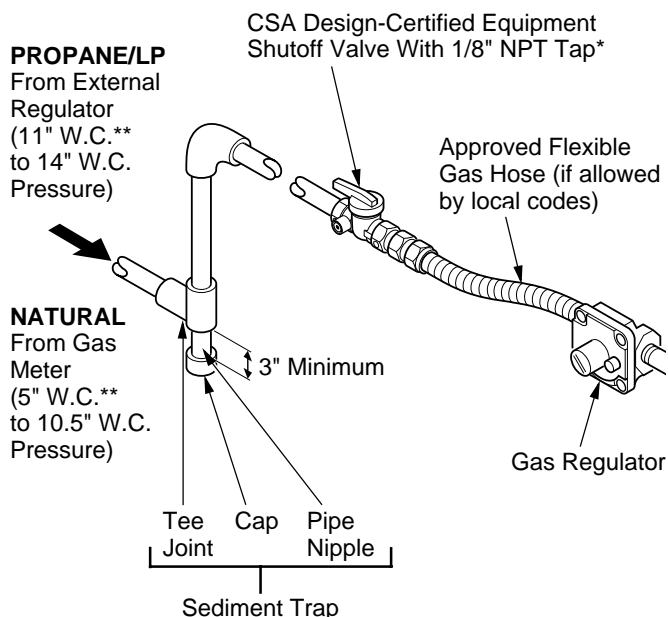 CSA Design-Certified Equipment
Shutoff Valve With 1/8" NPT Tap*
PROPANE/LP
From External
Regulator
(11" W.C.**
to 14" W.C.
Pressure)
Approved Flexible
Gas Hose (if allowed
by local codes)
NATURAL
From Gas
Meter
(5" W.C.**
to 10.5" W.C.
Pressure)
3" Minimum
Gas Regulator
Tee
Joint
Cap
Pipe
Nipple
Sediment Trap